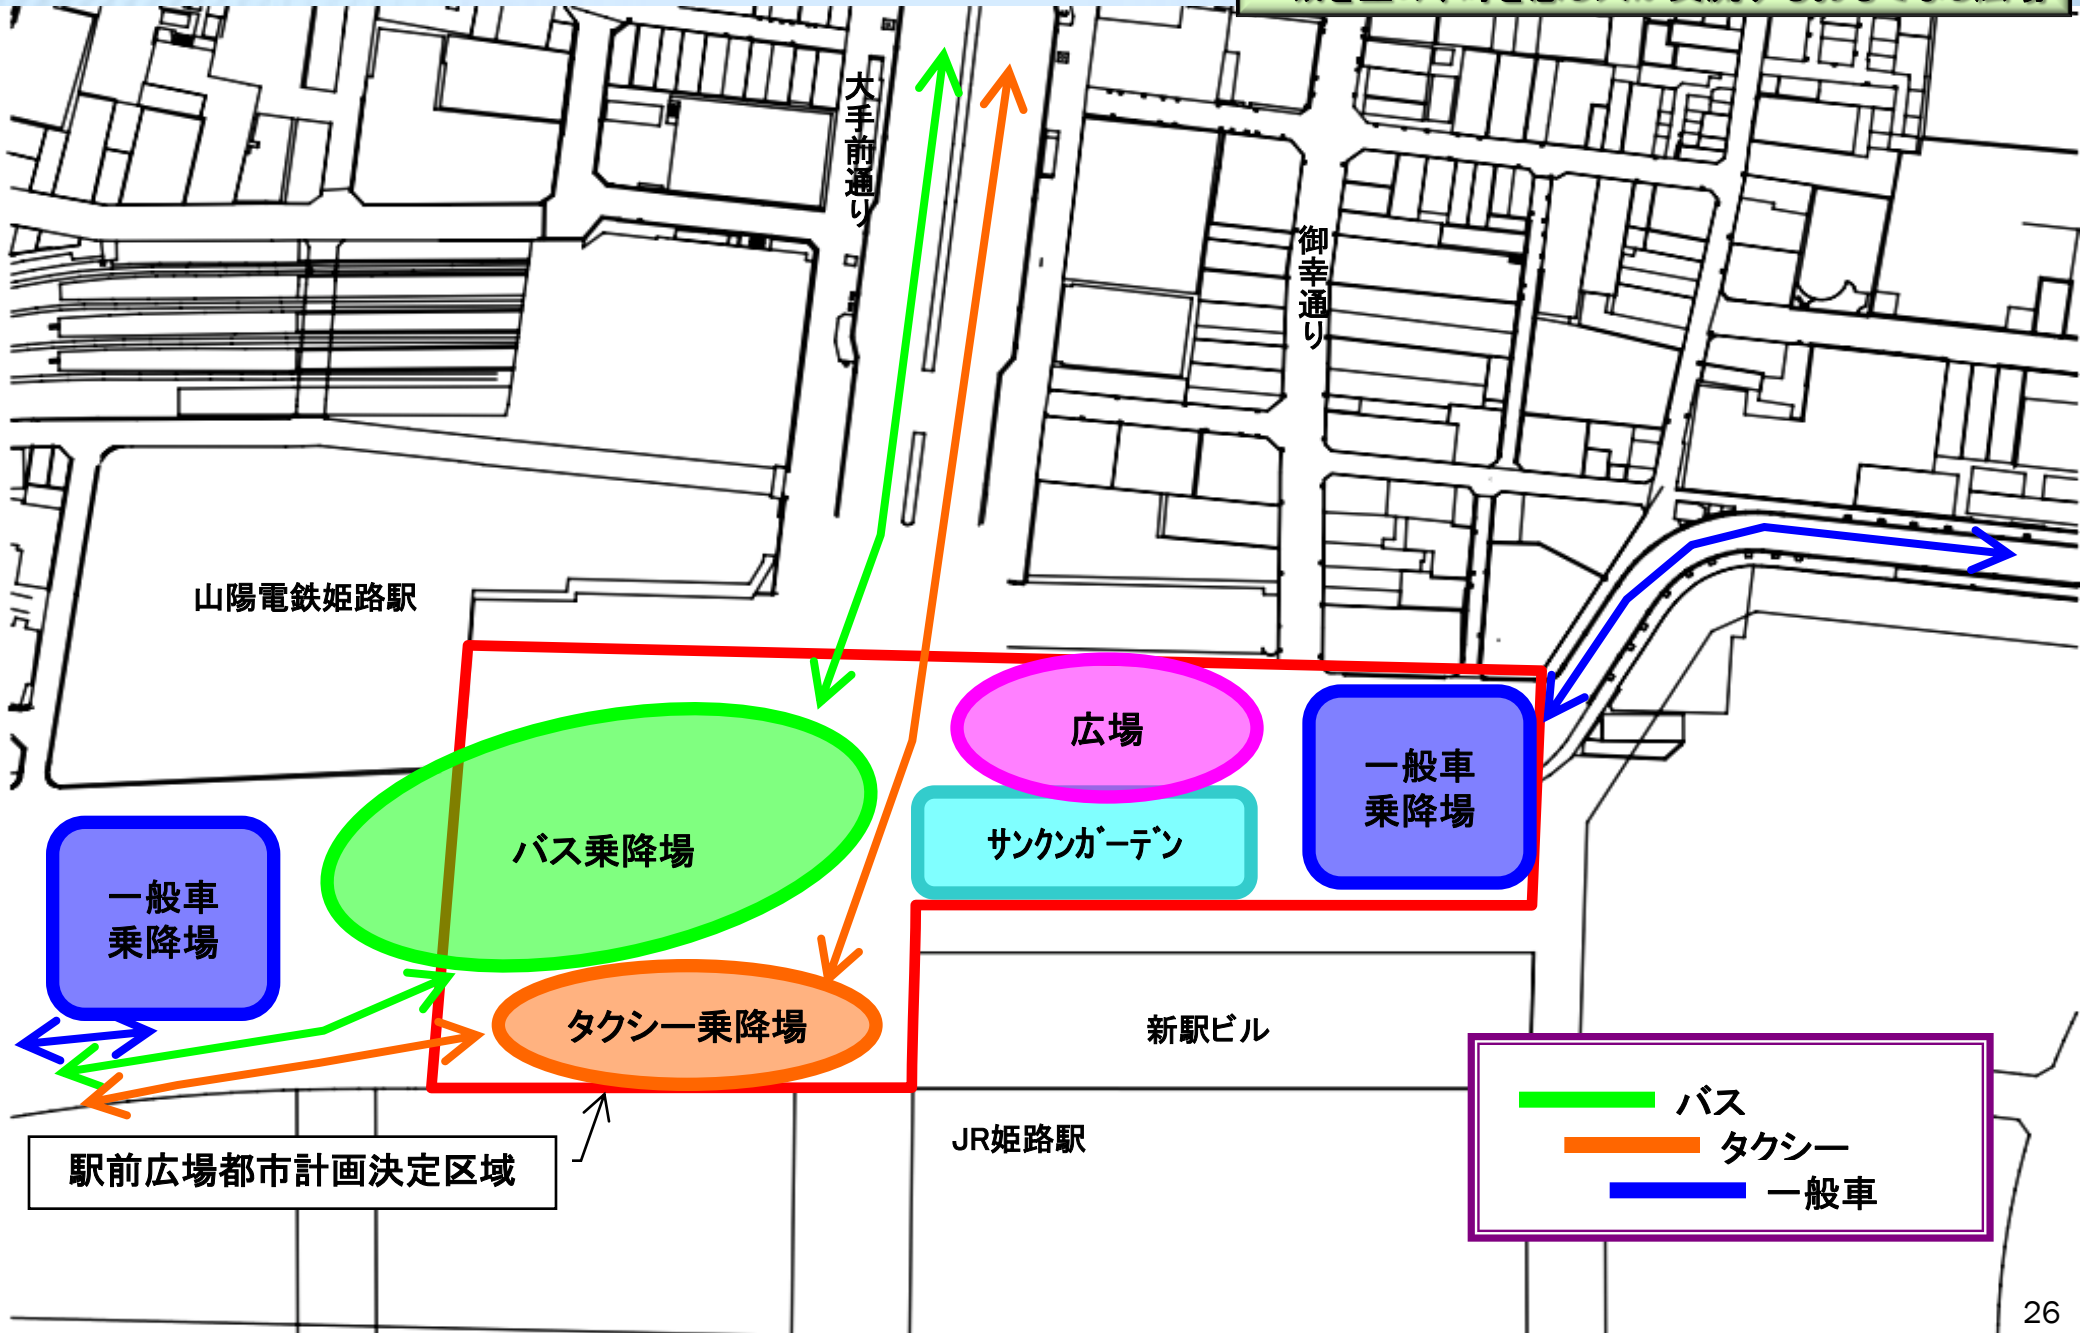 大手前通り
御幸通り
山陽電鉄姫路駅
広場
一般車
乗降場
バス乗降場
サンクンガーデン
一般車
乗降場
タクシー乗降場
新駅ビル
JR姫路駅
駅前広場都市計画決定区域
バス
タクシー
一般車
26